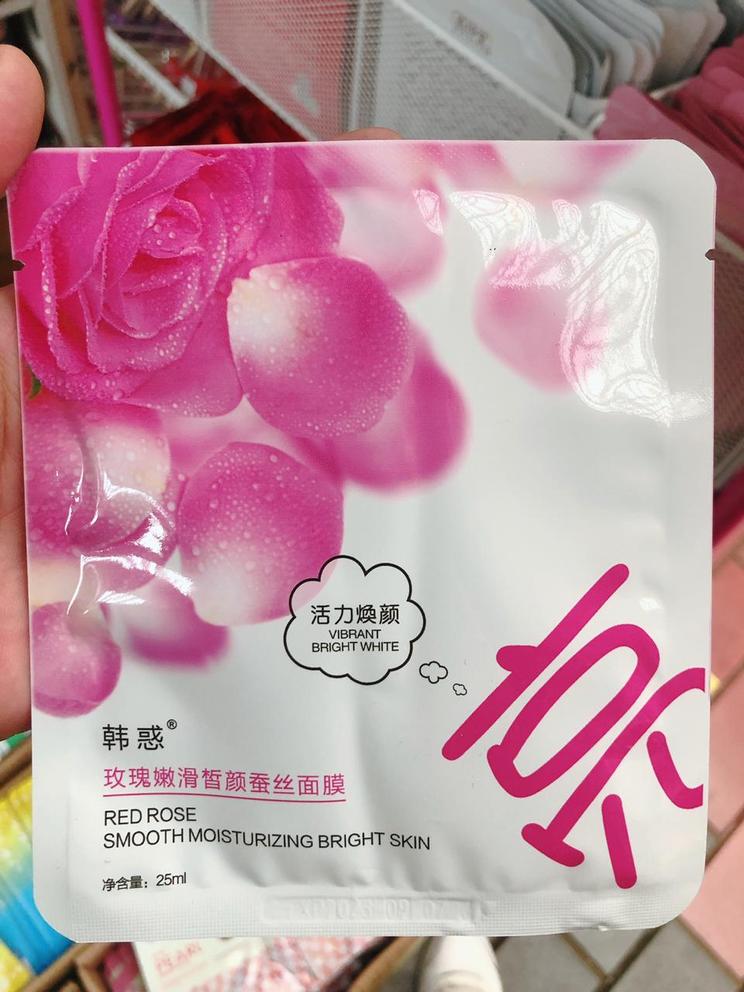 活力焕颜
VIBRANT
BRIGHT WHITE
韩惑®
玫瑰嫩滑皙颜蚕丝面膜
RED ROSE
SMOOTH MOISTURIZING BRIGHT SKIN
净含量：25ml